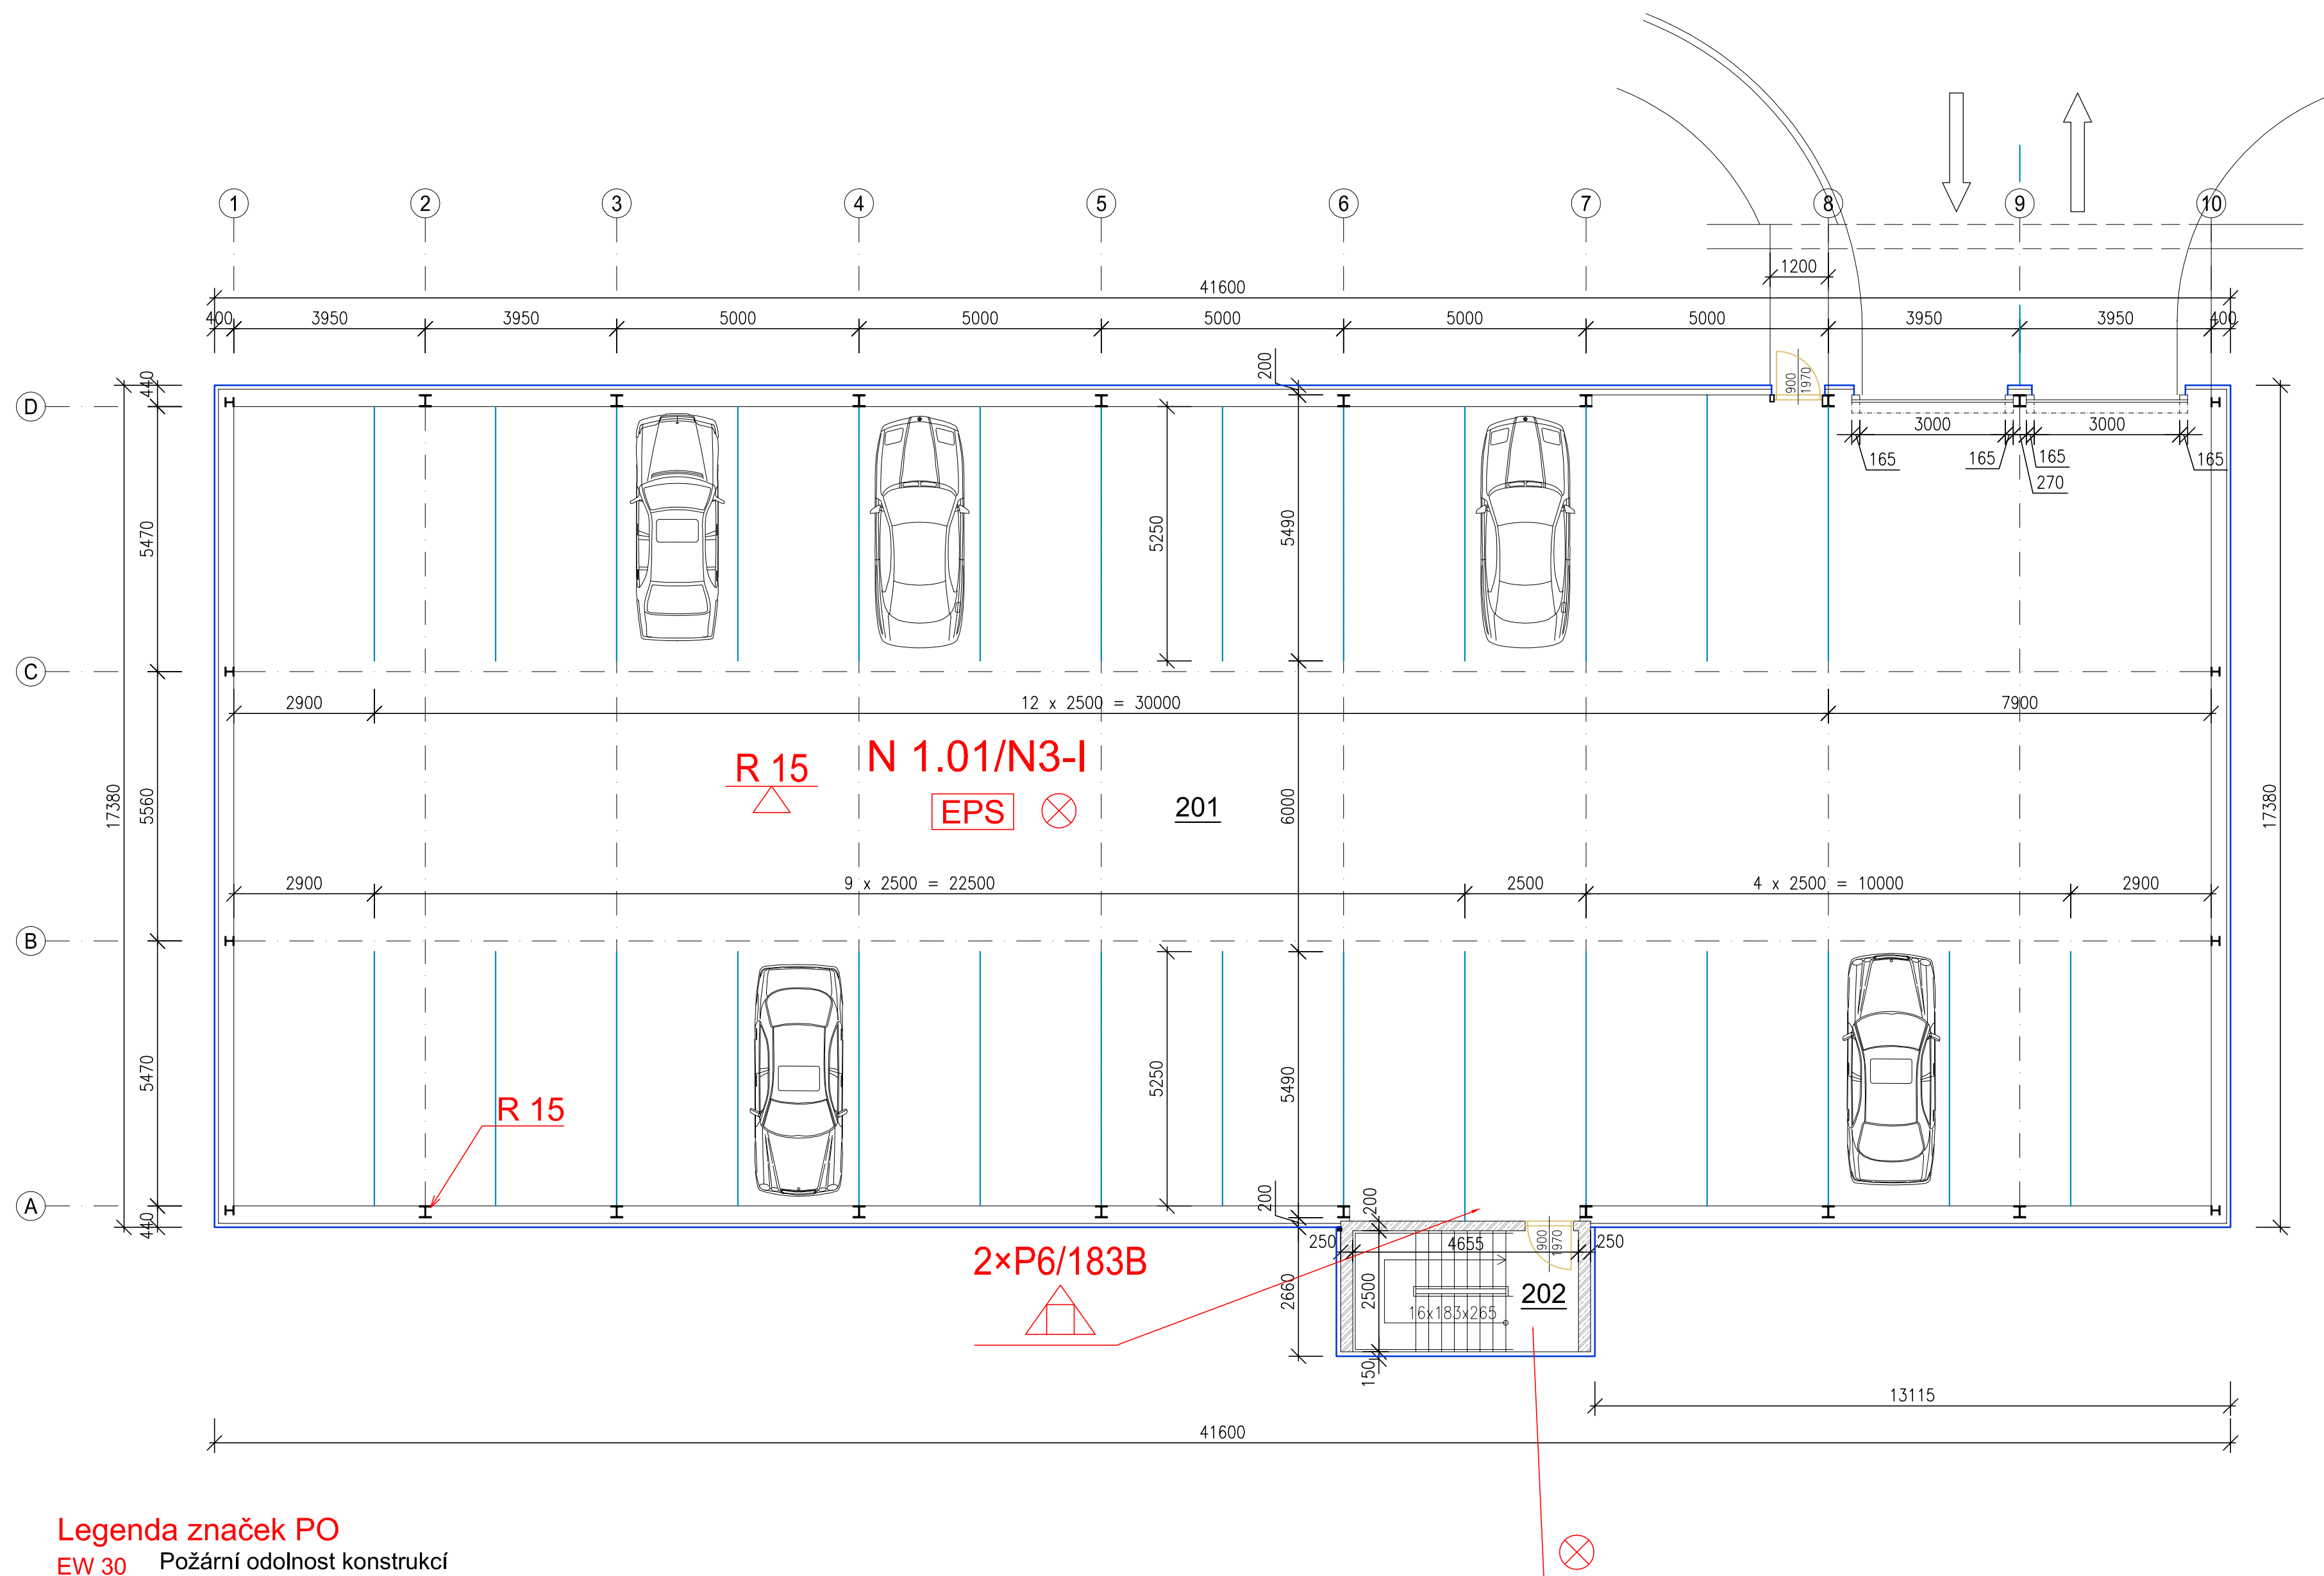 1 2 3 4 5 6 7 8 9 10
1200
41600
400 3950 3950 5000 5000 5000 5000 5000 3950 3950 400
D
C
B
A
440
5470
5560
5470
440
17380
200
900
1970
3000 3000
165 165 165 165
270
5250
5490
17380
2900 12 x 2500 = 30000 7900
R 15
N 1.01/N3-I
EPS
201
6000
2900 9 x 2500 = 22500 2500 4 x 2500 = 10000 2900
5250
5490
R 15
200
200
250 4655 250
900
1970
2×P6/183B
2660
2500
16x183x265
202
150
13115
41600
Legenda značek PO
EW 30 Požární odolnost konstrukcí